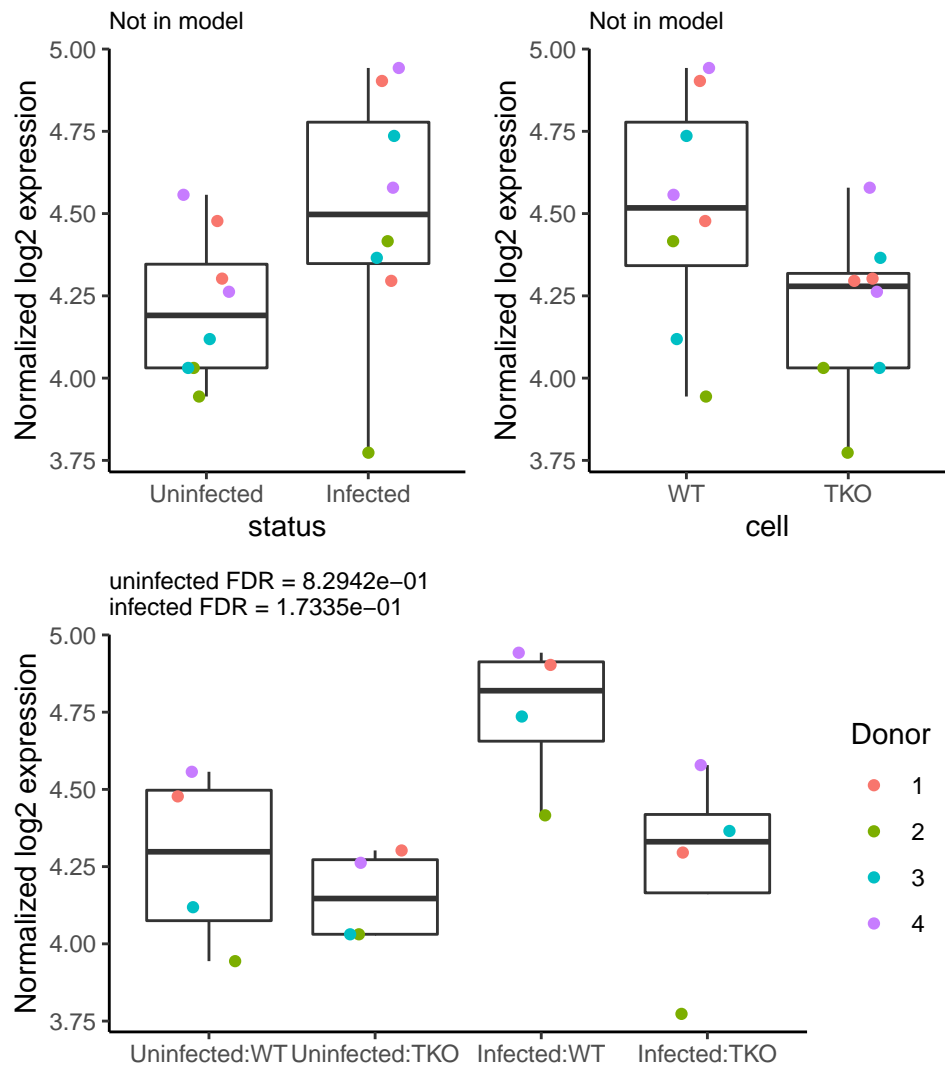 Not in model
Normalized log2 expression
5.00
4.75
4.50
4.25
4.00
3.75
Uninfected
Infected
status
Not in model
Normalized log2 expression
5.00
4.75
4.50
4.25
4.00
3.75
WT
TKO
cell
uninfected FDR = 8.2942e−01
infected FDR = 1.7335e−01
Normalized log2 expression
5.00
4.75
4.50
4.25
4.00
3.75
Uninfected:WT
Uninfected:TKO
Infected:WT
Infected:TKO
Donor
1
2
3
4